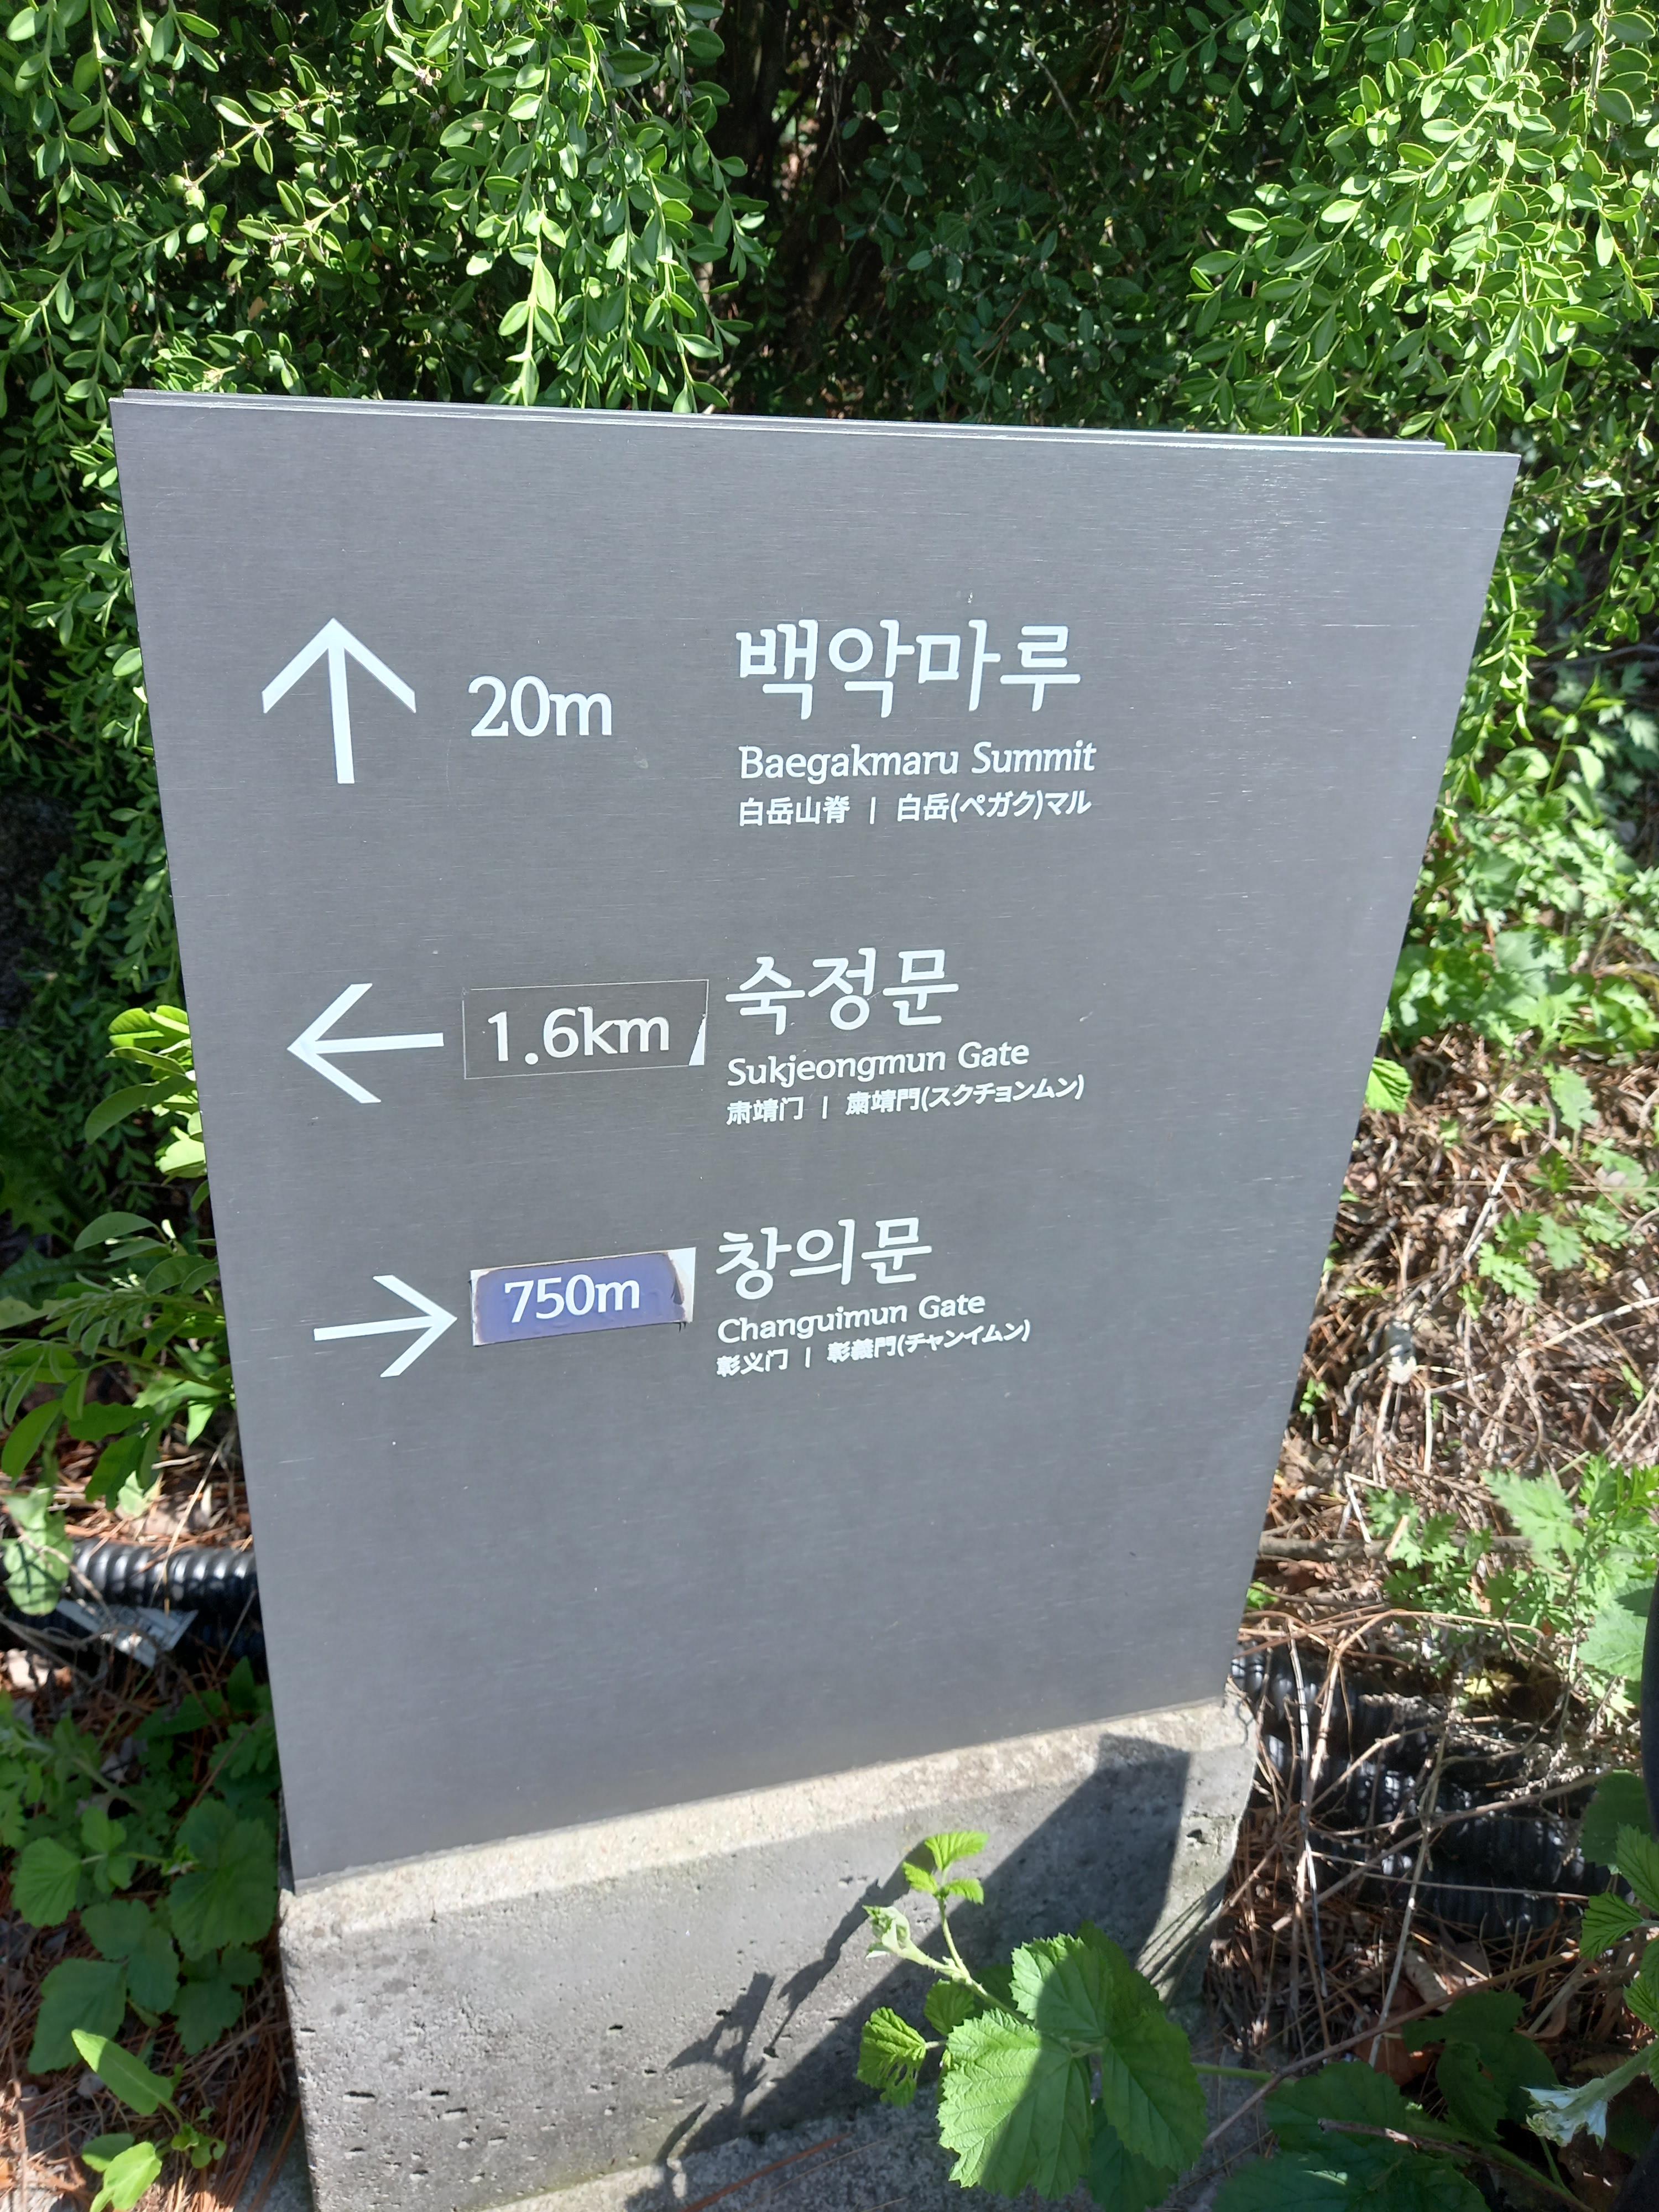 20m 백악마루
Baegakmaru Summit
白岳山脊 | 白岳(ペガク)マル
1.6km 숙정문
Sukjeongmun Gate
肃靖门 | 粛靖門(スクチョンムン)
750m 창의문
Changuimun Gate
彰义门 | 彰義門(チャンイムン)